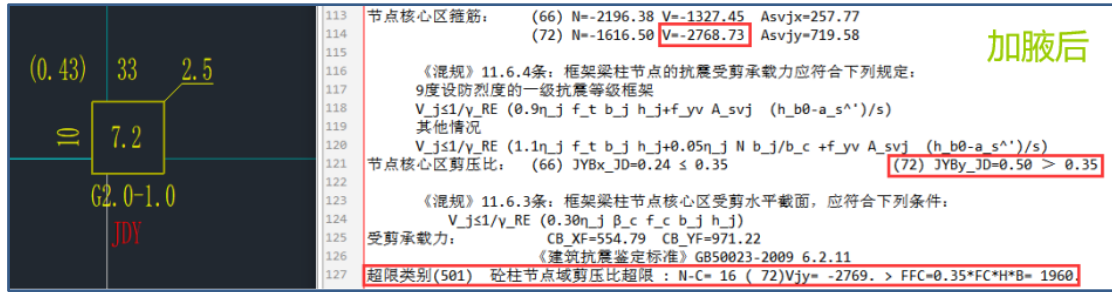 (0.43) 33 2.5
10 7.2
G2.0-1.0
JDY
加腋后
113 节点核心区箍筋: (66) N=-2196.38 V=-1327.45 Asvjx=257.77
114 (72) N=-1616.50 V=-2768.73 Asvjy=719.58
115
116 《混规》11.6.4条: 框架梁柱节点的抗震受剪承载力应符合下列规定:
117 9度设防烈度的一级抗震等级框架
118 V_j≤1/γ_RE (0.9η_j f_t b_j h_j+f_yv A_svj (h_b0-a_s^')/s)
119 其他情况
120 V_j≤1/γ_RE (1.1η_j f_t b_j h_j+0.05η_j N b_j/b_c +f_yv A_svj (h_b0-a_s^')/s)
121 节点核心区剪压比: (66) JYBx_JD=0.24 ≤ 0.35 (72) JYBy_JD=0.50 > 0.35
122
123 《混规》11.6.3条: 框架梁柱节点核心区受剪水平截面, 应符合下列条件:
124 V_j≤1/γ_RE (0.30η_j β_c f_c b_j h_j)
125 受剪承载力: CB_XF=554.79 CB_YF=971.22
126 《建筑抗震鉴定标准》GB50023-2009 6.2.11
127 超限类别(501) 砼柱节点域剪压比超限 : N-C= 16 ( 72)Vjy= -2769. > FFC=0.35*FC*H*B= 1960.